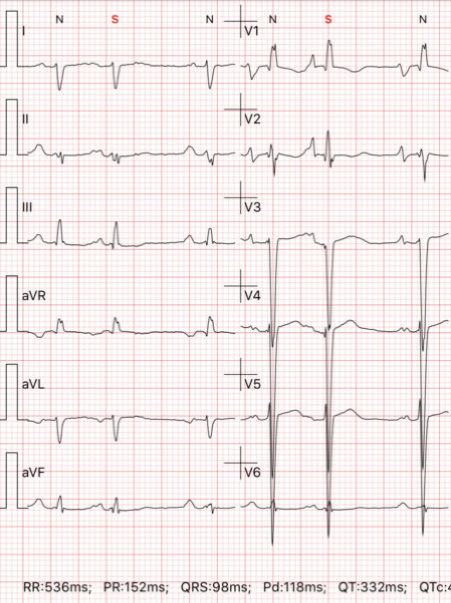 N S N N S N
I V1
II V2
III V3
aVR V4
aVL V5
aVF V6
RR:536ms; PR:152ms; QRS:98ms; Pd:118ms; QT:332ms; QTc:4